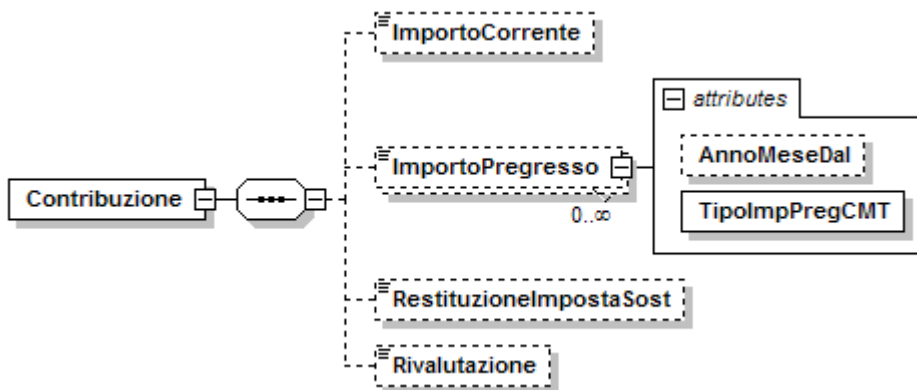 ImportoCorrente
attributes
AnnoMeseDal
ImportoPregresso
Contribuzione
TipoImpPregCMT
0..∞
RestituzioneImpostaSost
Rivalutazione